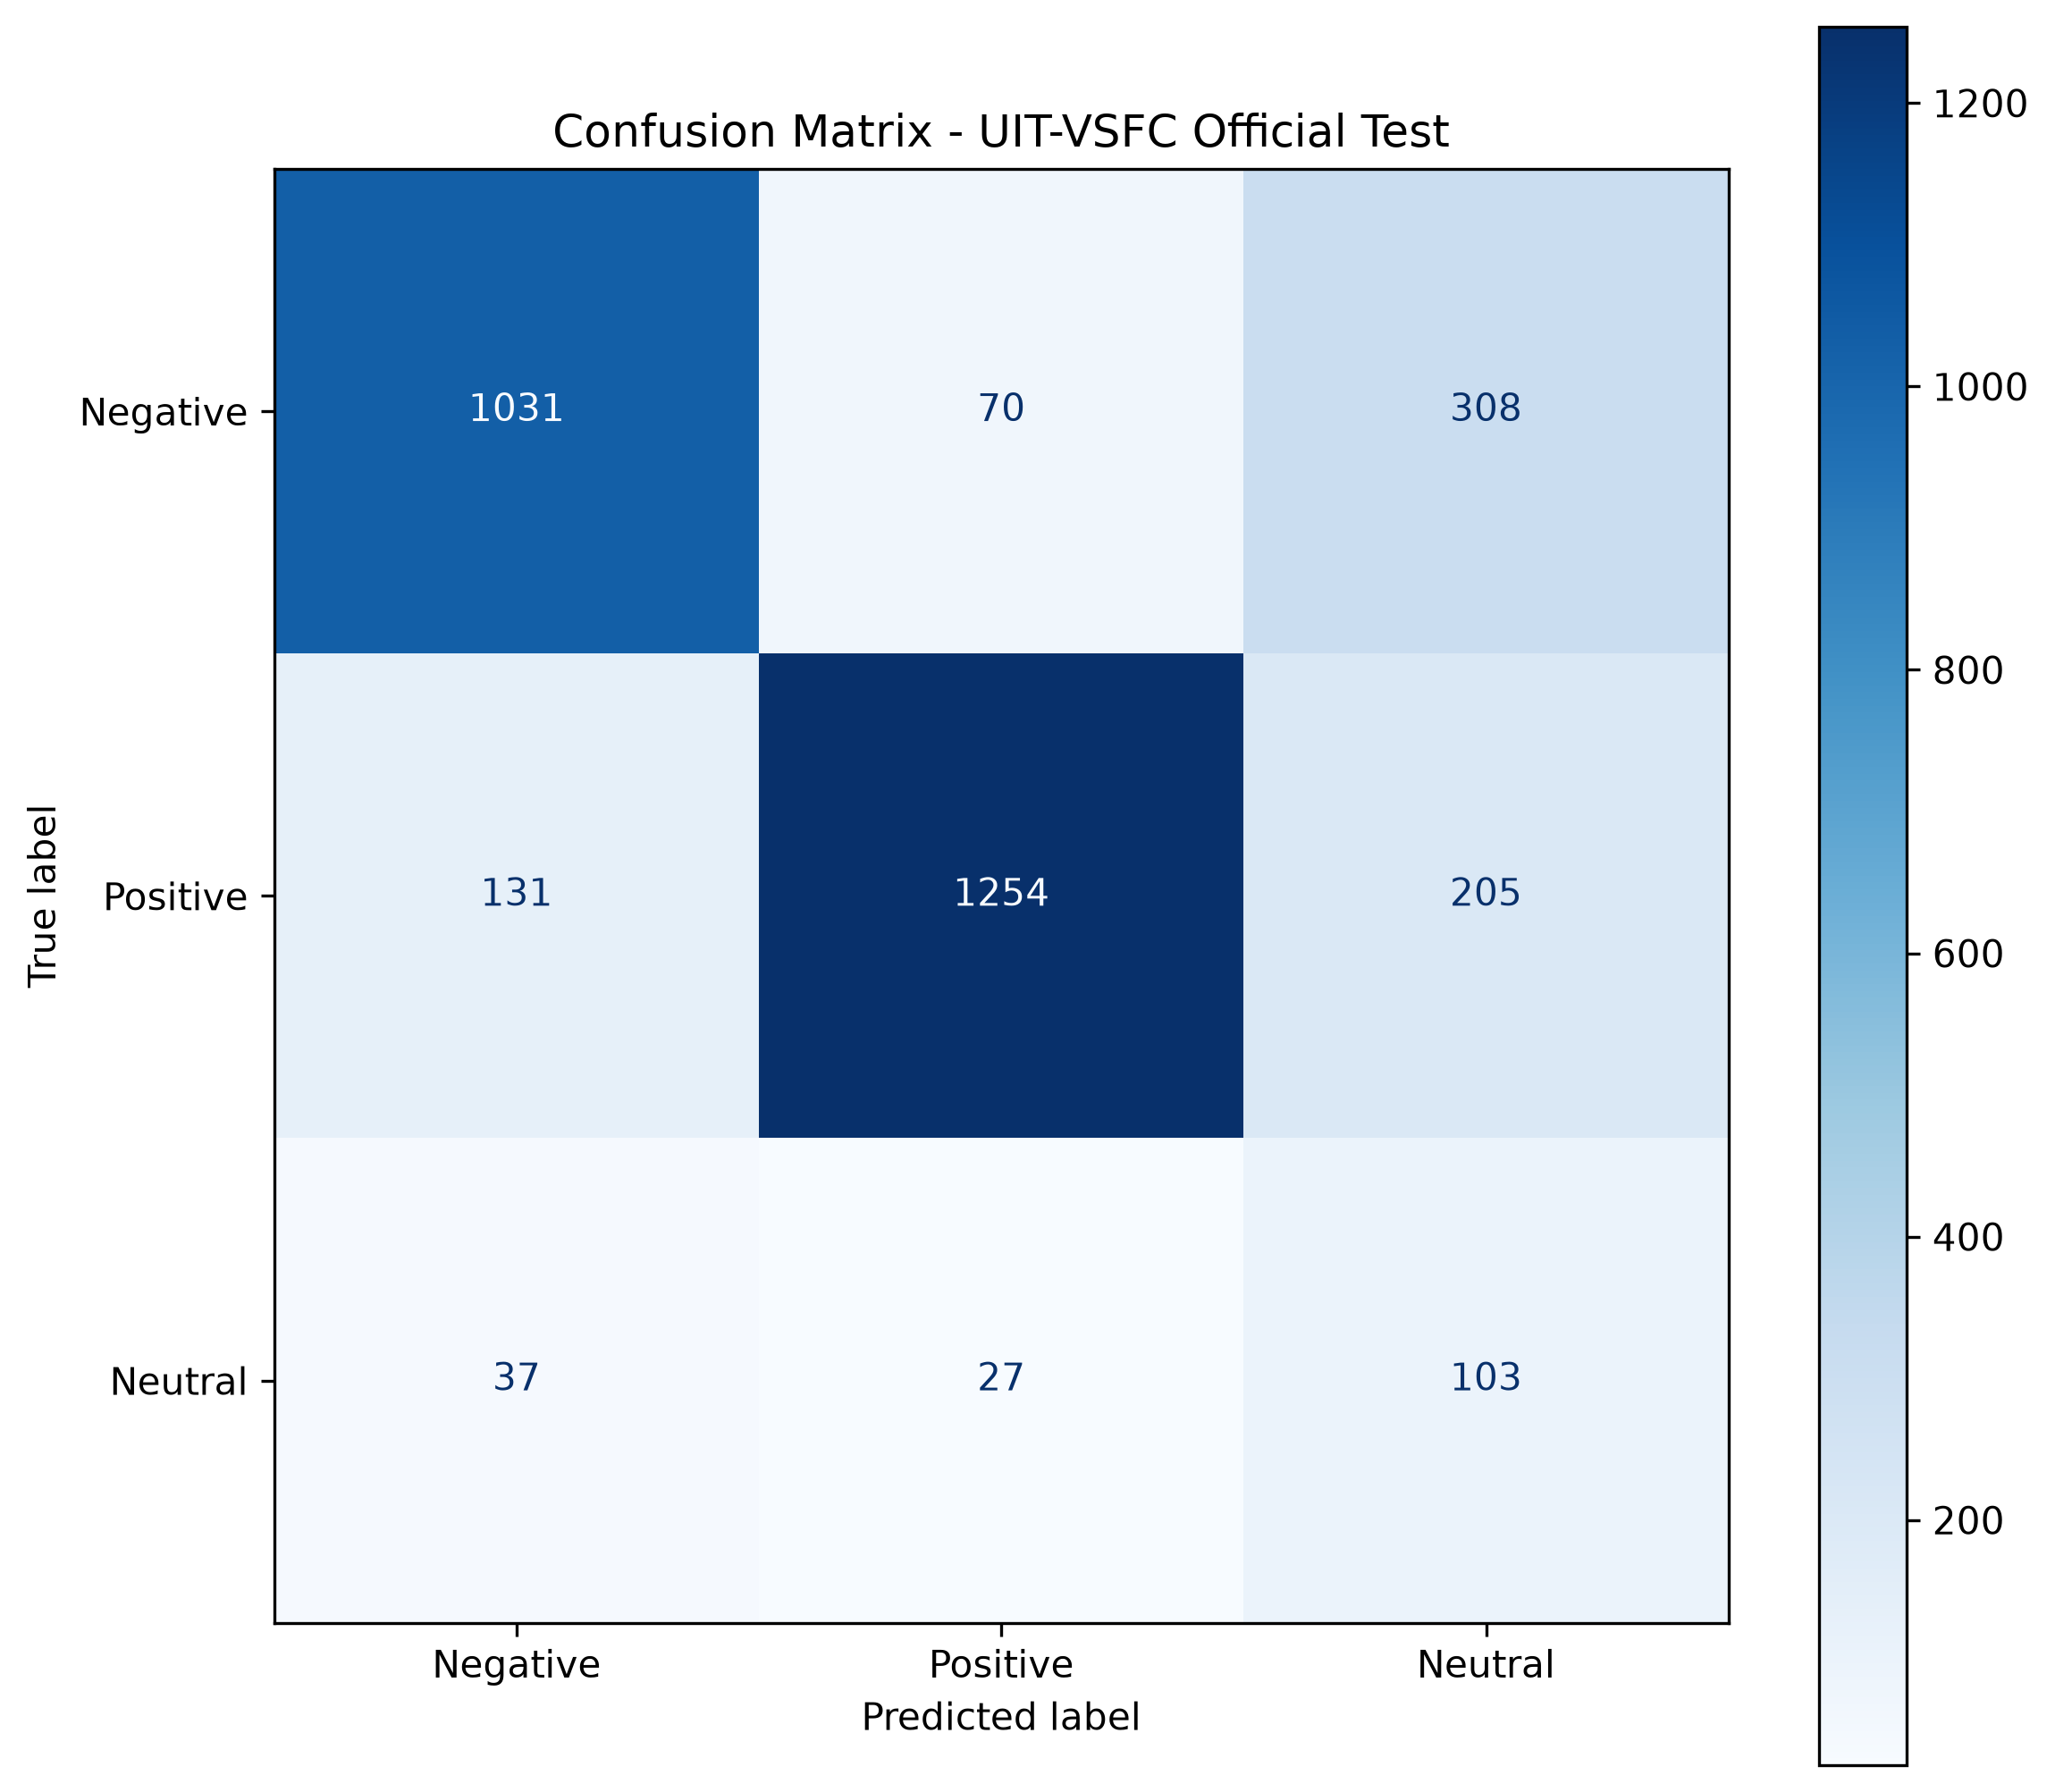 Confusion Matrix - UIT-VSFC Official Test
True label
Negative
Positive
Neutral
1031 70 308
131 1254 205
37 27 103
Negative Positive Neutral
Predicted label
1200
1000
800
600
400
200